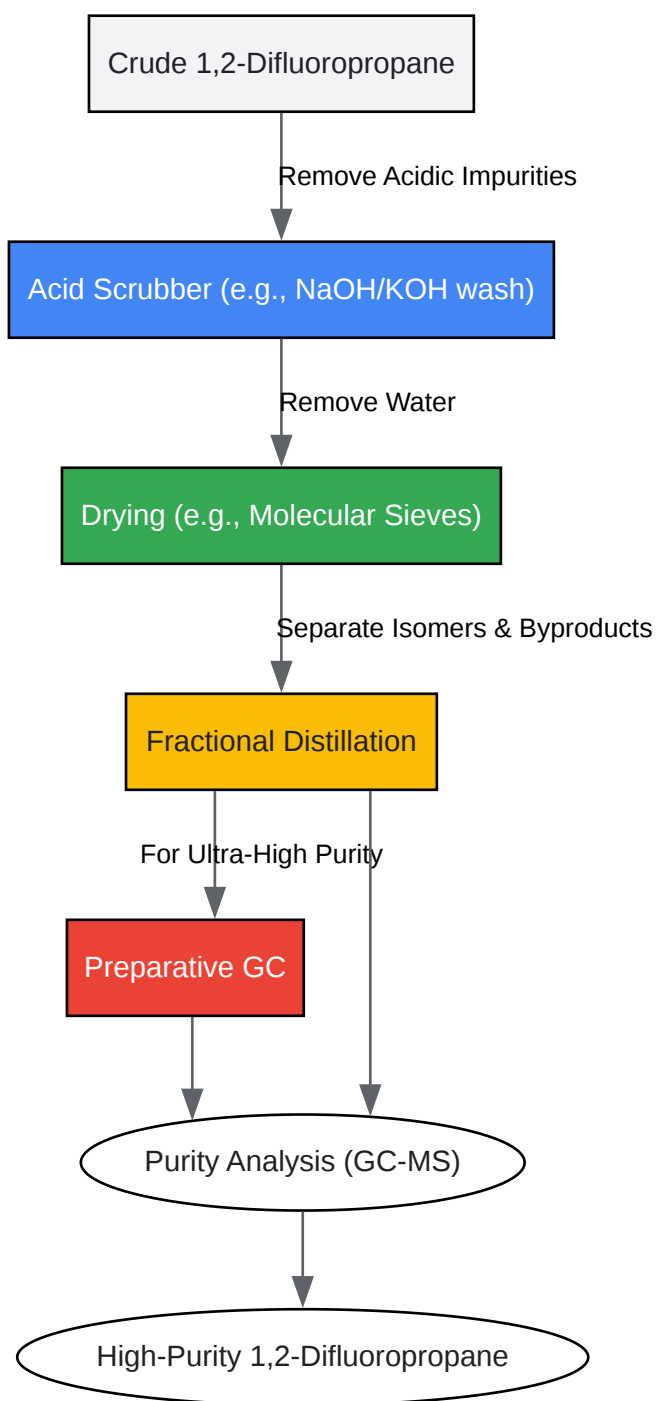 Crude 1,2-Difluoropropane
Remove Acidic Impurities
Acid Scrubber (e.g., NaOH/KOH wash)
Remove Water
Drying (e.g., Molecular Sieves)
Separate Isomers & Byproducts
Fractional Distillation
For Ultra-High Purity
Preparative GC
Purity Analysis (GC-MS)
High-Purity 1,2-Difluoropropane